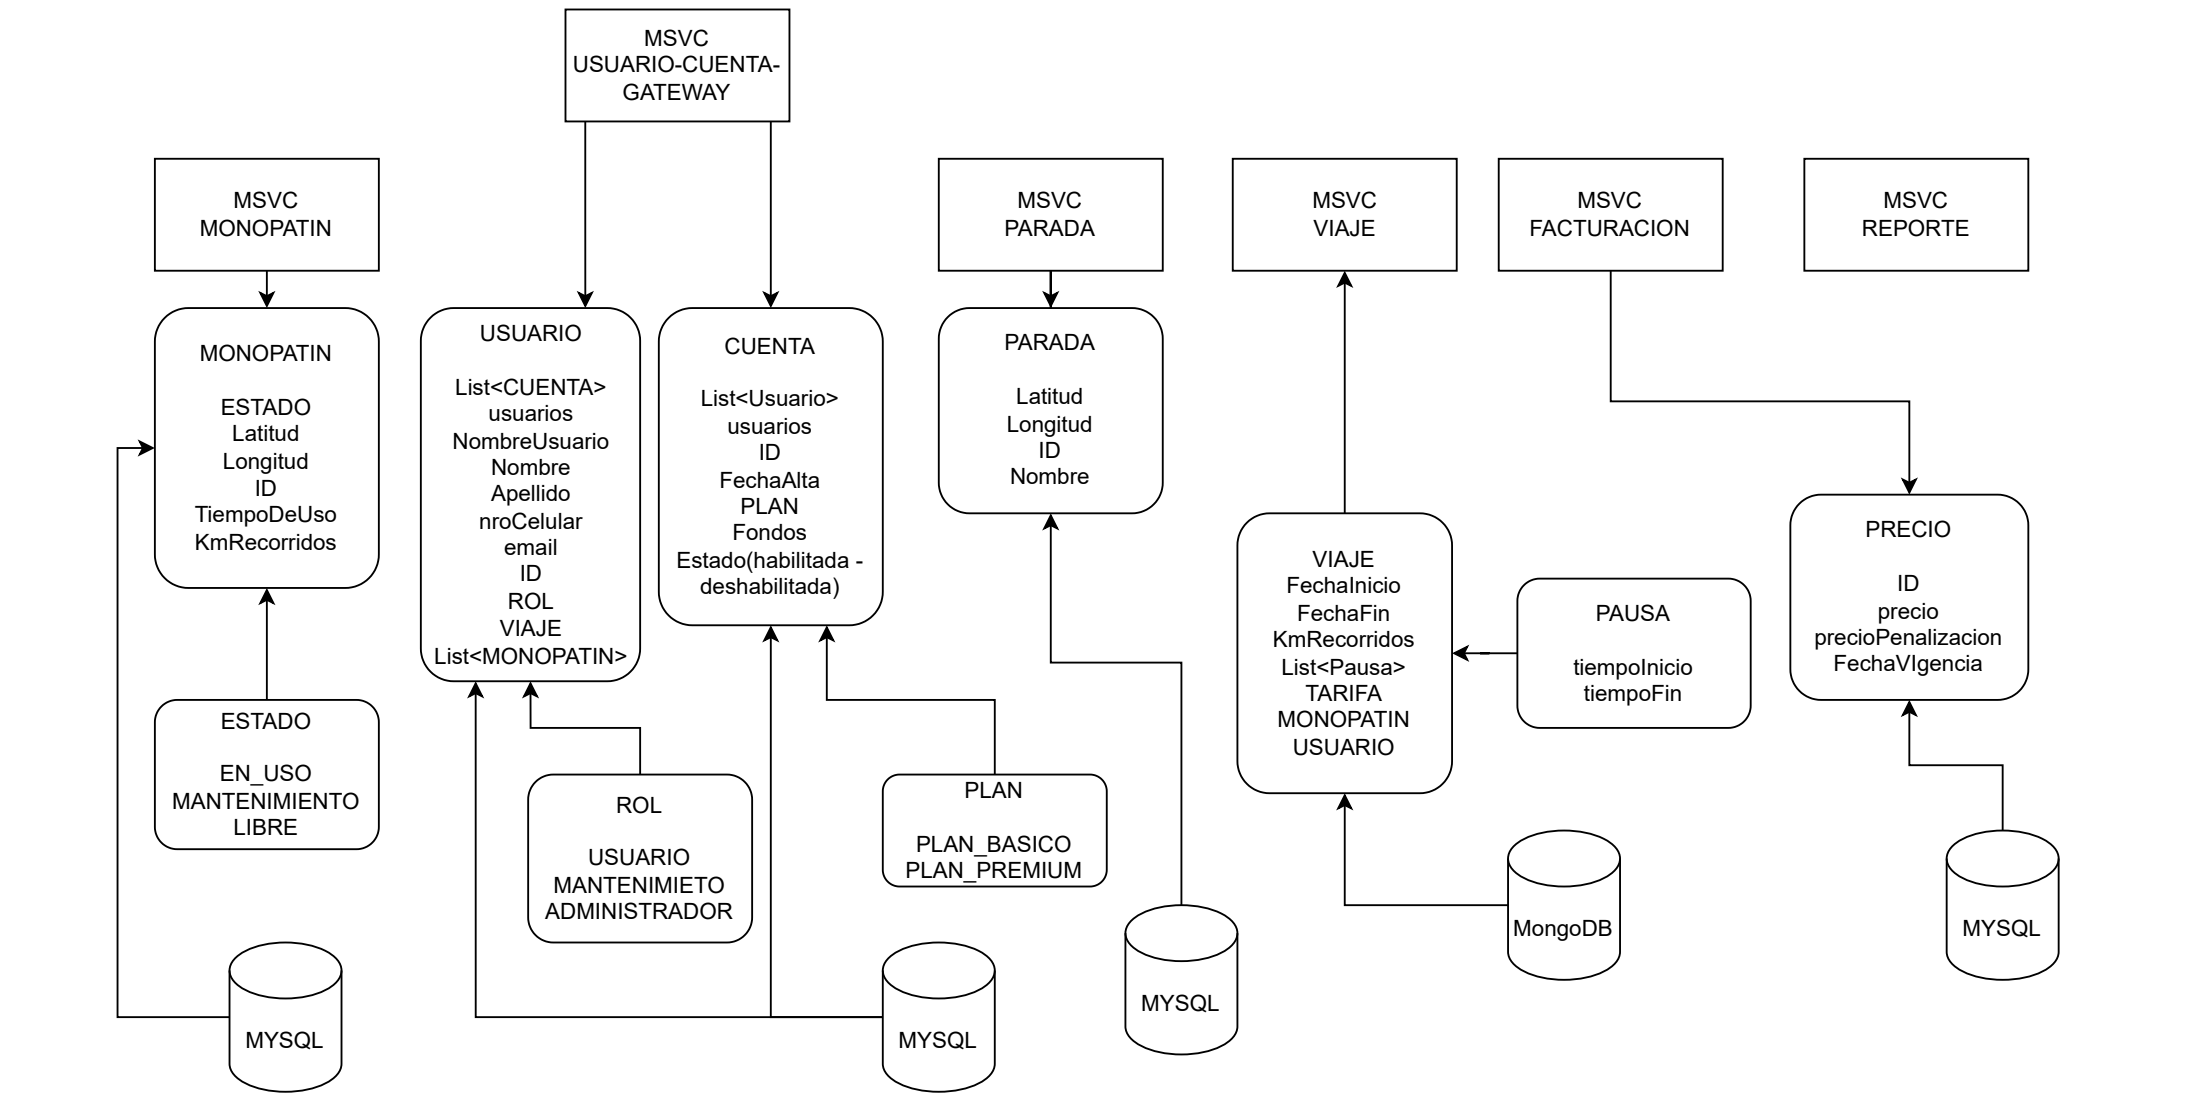 MSVC
USUARIO-CUENTA-
GATEWAY
MSVC
MONOPATIN
MSVC
PARADA
MSVC
VIAJE
MSVC
FACTURACION
MSVC
REPORTE
MONOPATIN
ESTADO
Latitud
Longitud
ID
TiempoDeUso
KmRecorridos
USUARIO
List<CUENTA>
usuarios
NombreUsuario
Nombre
Apellido
nroCelular
email
ID
ROL
VIAJE
List<MONOPATIN>
CUENTA
List<Usuario>
usuarios
ID
FechaAlta
PLAN
Fondos
Estado(habilitada -
deshabilitada)
PARADA
Latitud
Longitud
ID
Nombre
VIAJE
FechaInicio
FechaFin
KmRecorridos
List<Pausa>
TARIFA
MONOPATIN
USUARIO
PAUSA
tiempoInicio
tiempoFin
PRECIO
ID
precio
precioPenalizacion
FechaVIgencia
ESTADO
EN_USO
MANTENIMIENTO
LIBRE
ROL
USUARIO
MANTENIMIETO
ADMINISTRADOR
PLAN
PLAN_BASICO
PLAN_PREMIUM
MYSQL
MYSQL
MYSQL
MongoDB
MYSQL